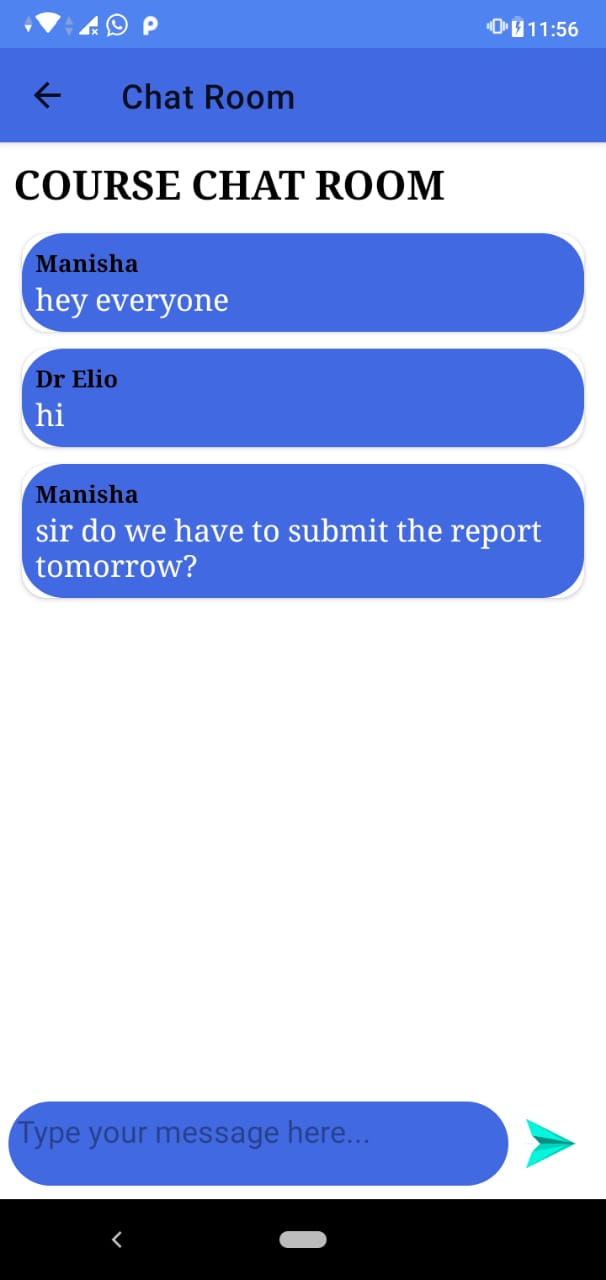 11:56
Chat Room
COURSE CHAT ROOM
Manisha
hey everyone
Dr Elio
hi
Manisha
sir do we have to submit the report
tomorrow?
Type your message here...